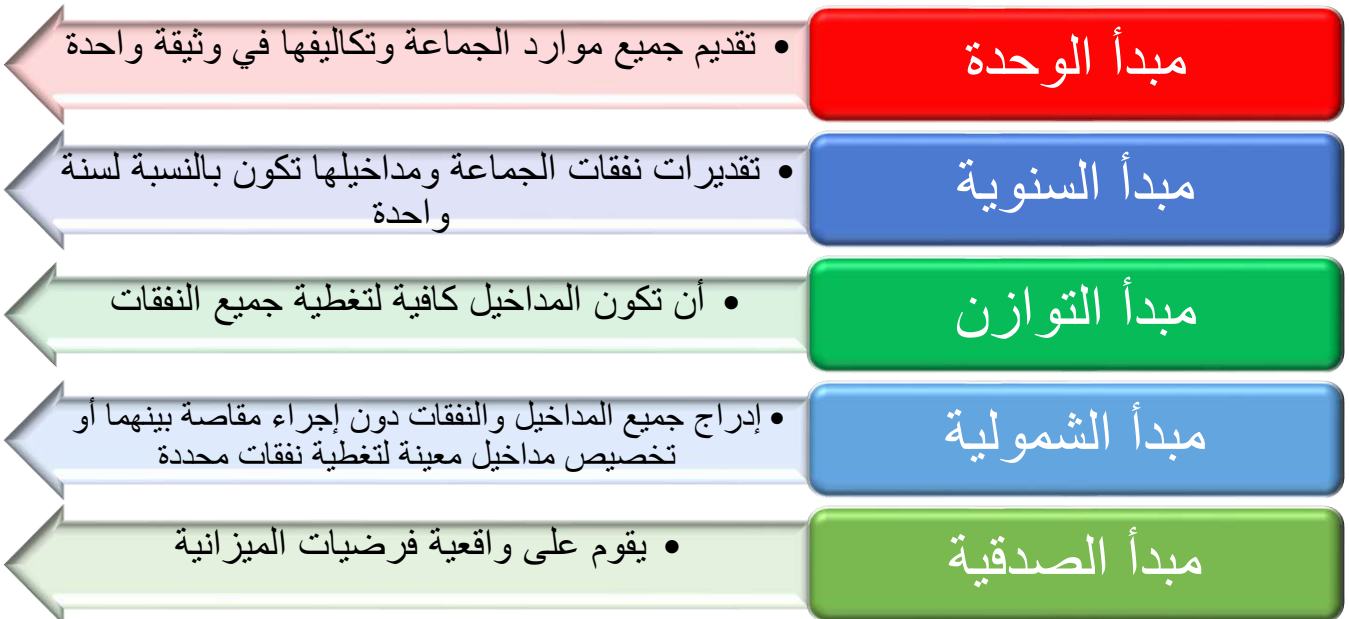 مبدأ الوحدة
• تقديم جميع موارد الجماعة وتكاليفها في وثيقة واحدة
مبدأ السنوية
• تقديرات نفقات الجماعة ومداخيلها تكون بالنسبة لسنة
واحدة
مبدأ التوازن
• أن تكون المداخيل كافية لتغطية جميع النفقات
مبدأ الشمولية
• إدراج جميع المداخيل والنفقات دون إجراء مقاصة بينهما أو
تخصيص مداخيل معينة لتغطية نفقات محددة
مبدأ الصدقية
• يقوم على واقعية فرضيات الميزانية